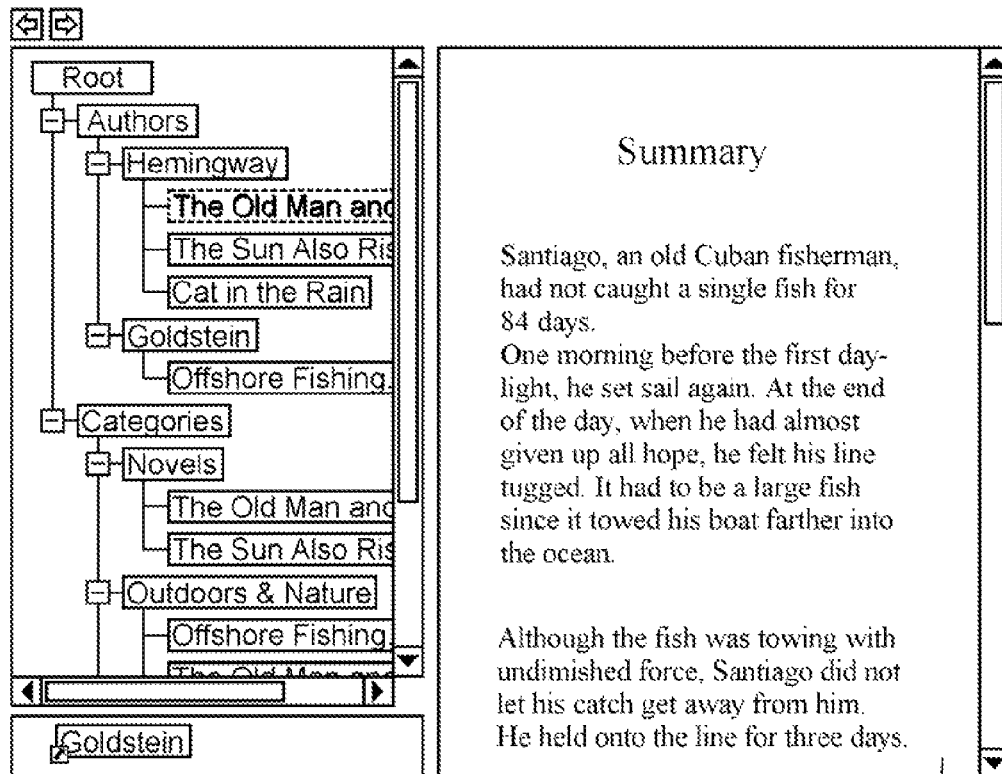 Root
Authors
Hemingway
The Old Man and
The Sun Also Ris
Cat in the Rain
Goldstein
Offshore Fishing,
Categories
Novels
The Old Man and
The Sun Also Ris
Outdoors & Nature
Offshore Fishing,
The Old Man and
Goldstein
Summary
Santiago, an old Cuban fisherman,
had not caught a single fish for
84 days.
One morning before the first day-
light, he set sail again. At the end
of the day, when he had almost
given up all hope, he felt his line
tugged. It had to be a large fish
since it towed his boat farther into
the ocean.
Although the fish was towing with
undimished force, Santiago did not
let his catch get away from him.
He held onto the line for three days.